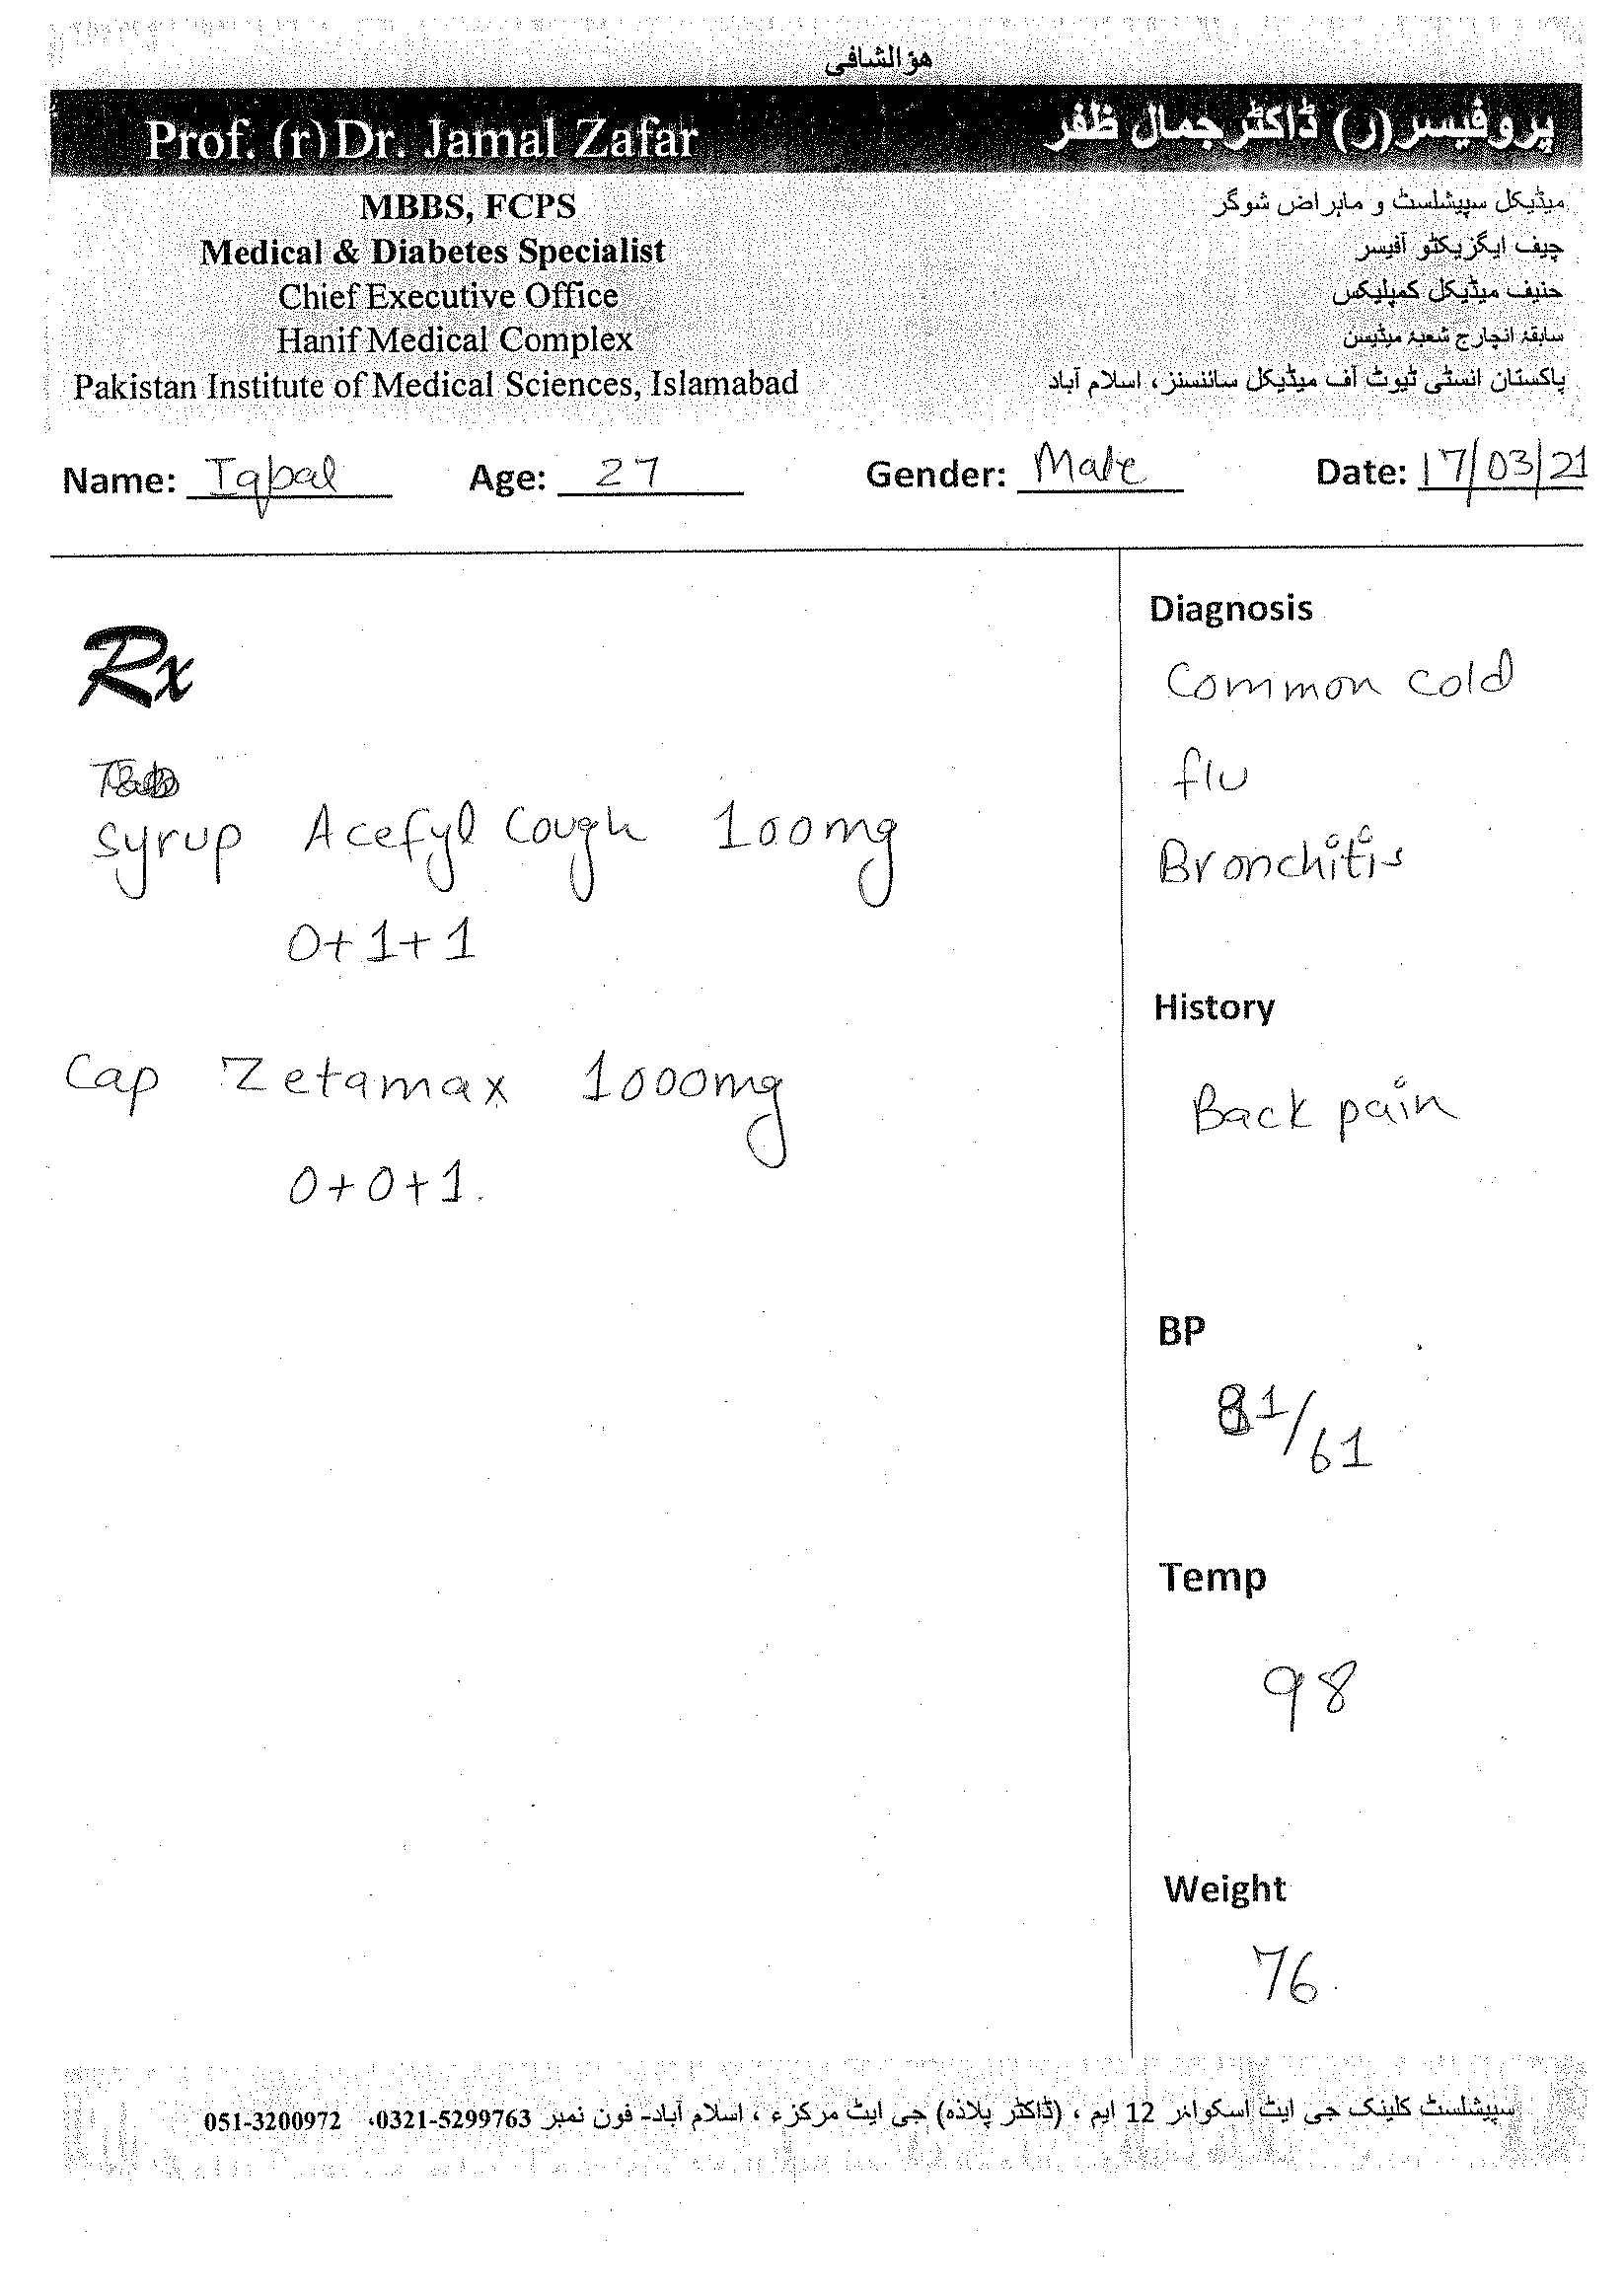 هوالشافی
Prof. (r) Dr. Jamal Zafar
پروفیسر (ر) ڈاکٹر جمال ظفر
MBBS, FCPS
میڈیکل سپیشلسٹ و ماہر اض شوگر
Medical & Diabetes Specialist
چیف ایگزیکٹو آفیسر
Chief Executive Office
حنیف میڈیکل کمپلیکس
Hanif Medical Complex
سابقہ انچارج شعبہ میڈیسن
Pakistan Institute of Medical Sciences, Islamabad
پاکستان انسٹی ٹیوٹ آف میڈیکل سائنسز، اسلام آباد
Name: Iqbal Age: 27 Gender: Male Date: 17/03/21
Rx
Syrup Acefyl Cough 100mg
0+1+1
Cap Zetamax 1000mg
0+0+1.
Diagnosis
Common cold
flu
Bronchitis
History
Back pain
BP
81/61
Temp
98
Weight
76
سپیشلسٹ کلینک جی ایٹ اسکوائر 12 ایم ، (ڈاکٹر پلازہ) جی ایٹ مرکزء ، اسلام آباد۔ فون نمبر 0321-5299763، 051-3200972